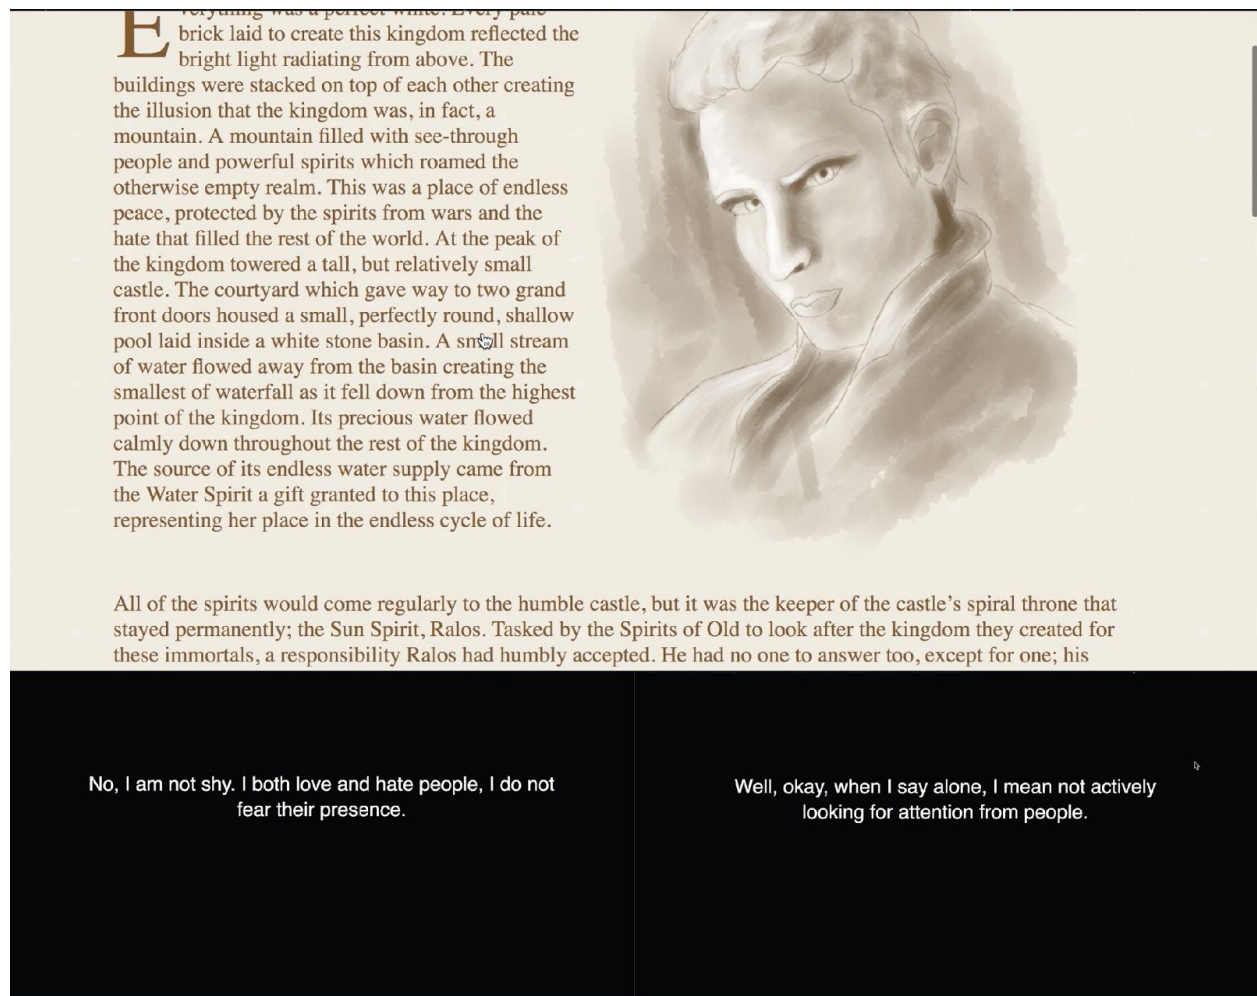 Everything was a perfect white. Every pale
brick laid to create this kingdom reflected the
bright light radiating from above. The
buildings were stacked on top of each other creating
the illusion that the kingdom was, in fact, a
mountain. A mountain filled with see-through
people and powerful spirits which roamed the
otherwise empty realm. This was a place of endless
peace, protected by the spirits from wars and the
hate that filled the rest of the world. At the peak of
the kingdom towered a tall, but relatively small
castle. The courtyard which gave way to two grand
front doors housed a small, perfectly round, shallow
pool laid inside a white stone basin. A small stream
of water flowed away from the basin creating the
smallest of waterfall as it fell down from the highest
point of the kingdom. Its precious water flowed
calmly down throughout the rest of the kingdom.
The source of its endless water supply came from
the Water Spirit a gift granted to this place,
representing her place in the endless cycle of life.
All of the spirits would come regularly to the humble castle, but it was the keeper of the castle’s spiral throne that
stayed permanently; the Sun Spirit, Ralos. Tasked by the Spirits of Old to look after the kingdom they created for
these immortals, a responsibility Ralos had humbly accepted. He had no one to answer too, except for one; his
No, I am not shy. I both love and hate people, I do not
fear their presence.
Well, okay, when I say alone, I mean not actively
looking for attention from people.